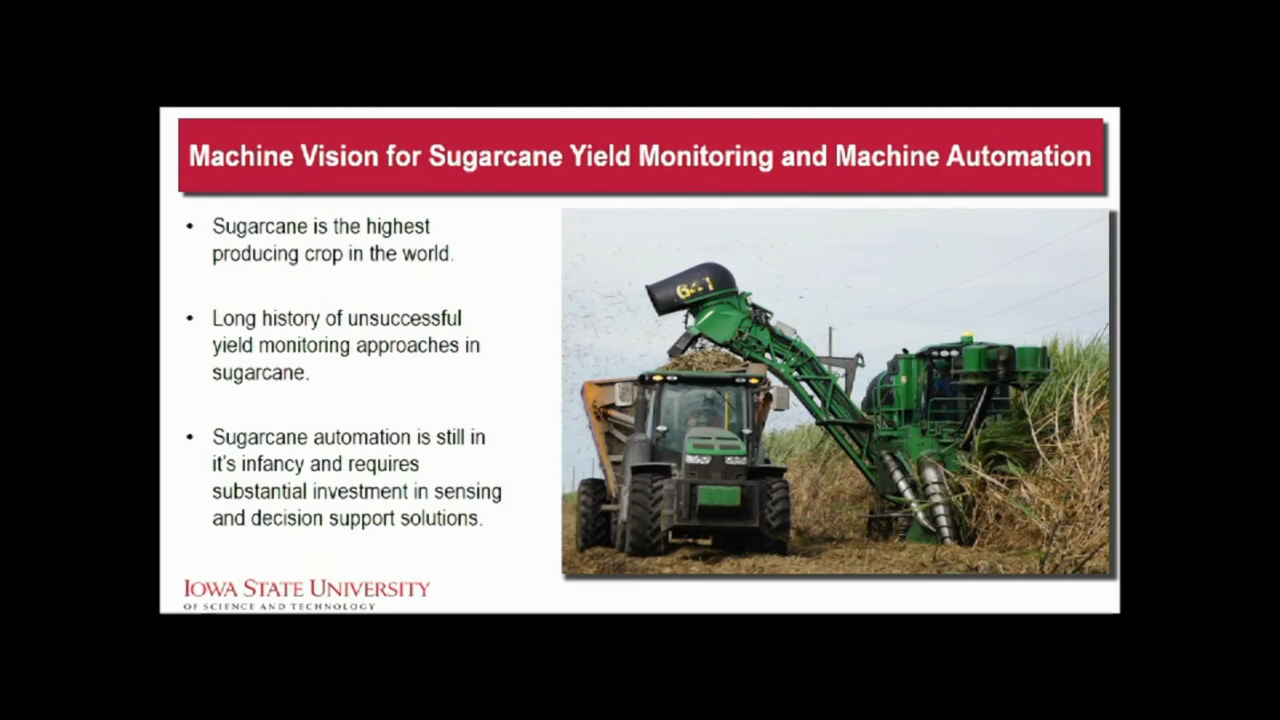 Machine Vision for Sugarcane Yield Monitoring and Machine Automation
• Sugarcane is the highest
producing crop in the world.
• Long history of unsuccessful
yield monitoring approaches in
sugarcane.
• Sugarcane automation is still in
it's infancy and requires
substantial investment in sensing
and decision support solutions.
641
IOWA STATE UNIVERSITY
OF SCIENCE AND TECHNOLOGY